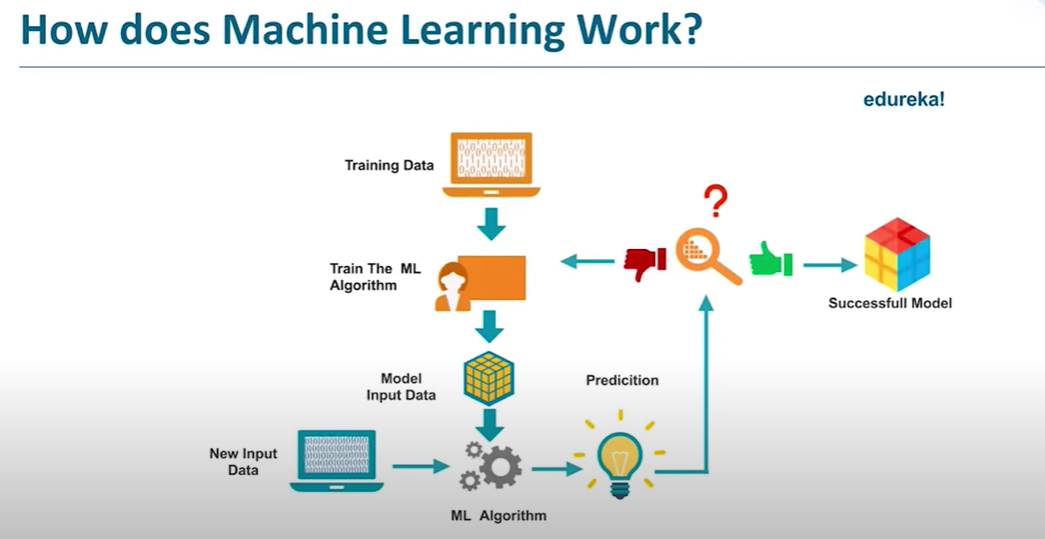 How does Machine Learning Work?
edureka!
Training Data
?
Train The ML
Algorithm
Successfull Model
Model
Input Data
Predicition
New Input
Data
ML Algorithm